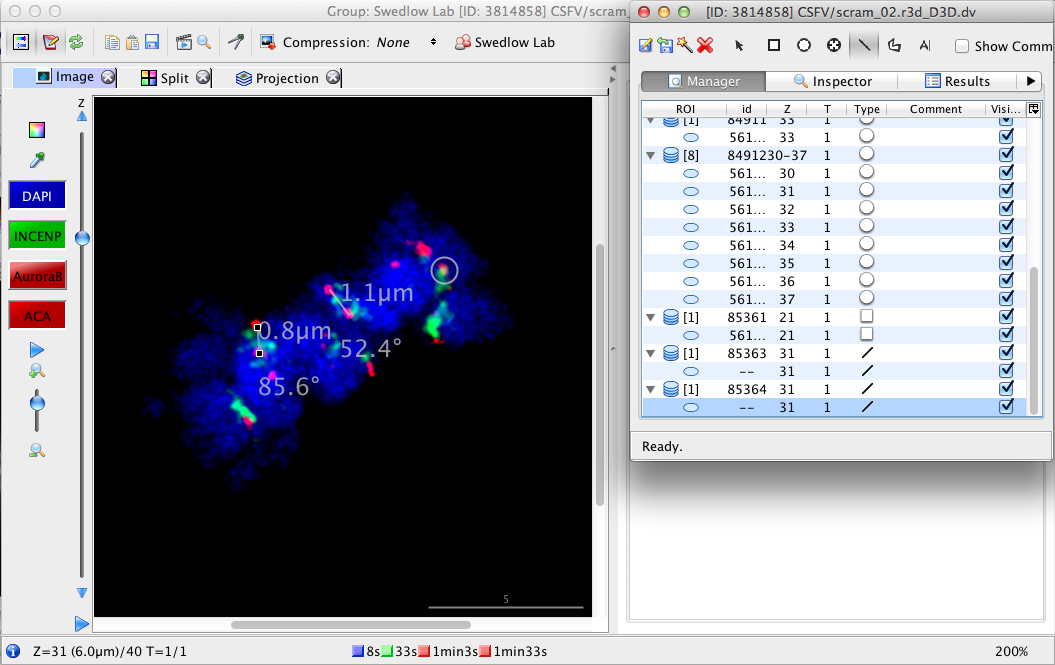 Group: Swedlow Lab [ID: 3814858] CSFV/scram_
Compression: None
Swedlow Lab
Image
Split
Projection
Z
DAPI
INCENP
AuroraB
ACA
1.1µm
0.8µm
52.4°
85.6°
5
Z=31 (6.0µm)/40 T=1/1
8s 33s 1min3s 1min33s
200%
[ID: 3814858] CSFV/scram_02.r3d_D3D.dv
A
Show Comm
Manager
Inspector
Results
ROI id Z T Type Comment Visi...
[1] 84911 33 1
561... 33 1
[8] 8491230-37 1
561... 30 1
561... 31 1
561... 32 1
561... 33 1
561... 34 1
561... 35 1
561... 36 1
561... 37 1
[1] 85361 21 1
561... 21 1
[1] 85363 31 1
-- 31 1
[1] 85364 31 1
-- 31 1
Ready.